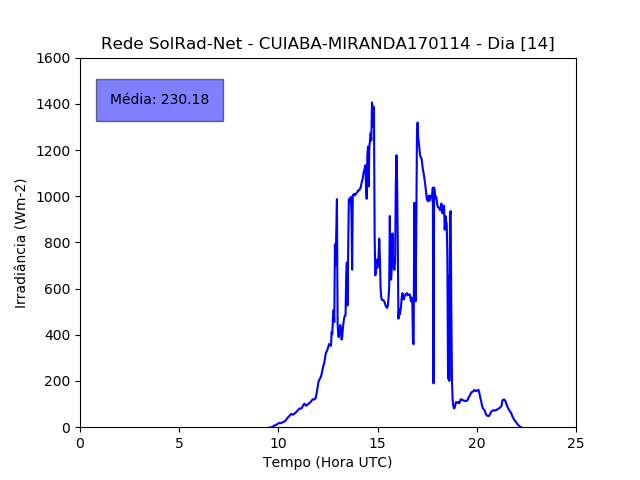 Rede SolRad-Net - CUIABA-MIRANDA170114 - Dia [14]
Média: 230.18
Irradiância (Wm-2)
1600
1400
1200
1000
800
600
400
200
0
0 5 10 15 20 25
Tempo (Hora UTC)